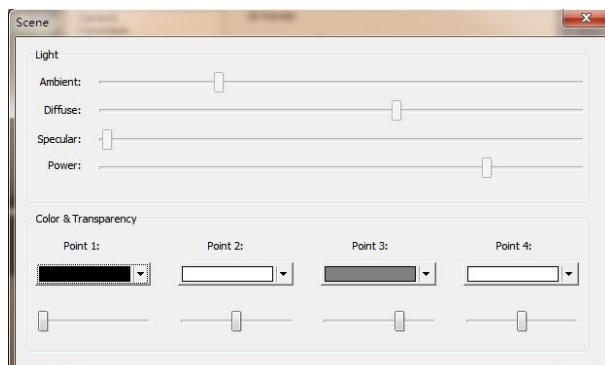 Scene
Light
Ambient:
Diffuse:
Specular:
Power:
Color & Transparency
Point 1:
Point 2:
Point 3:
Point 4: